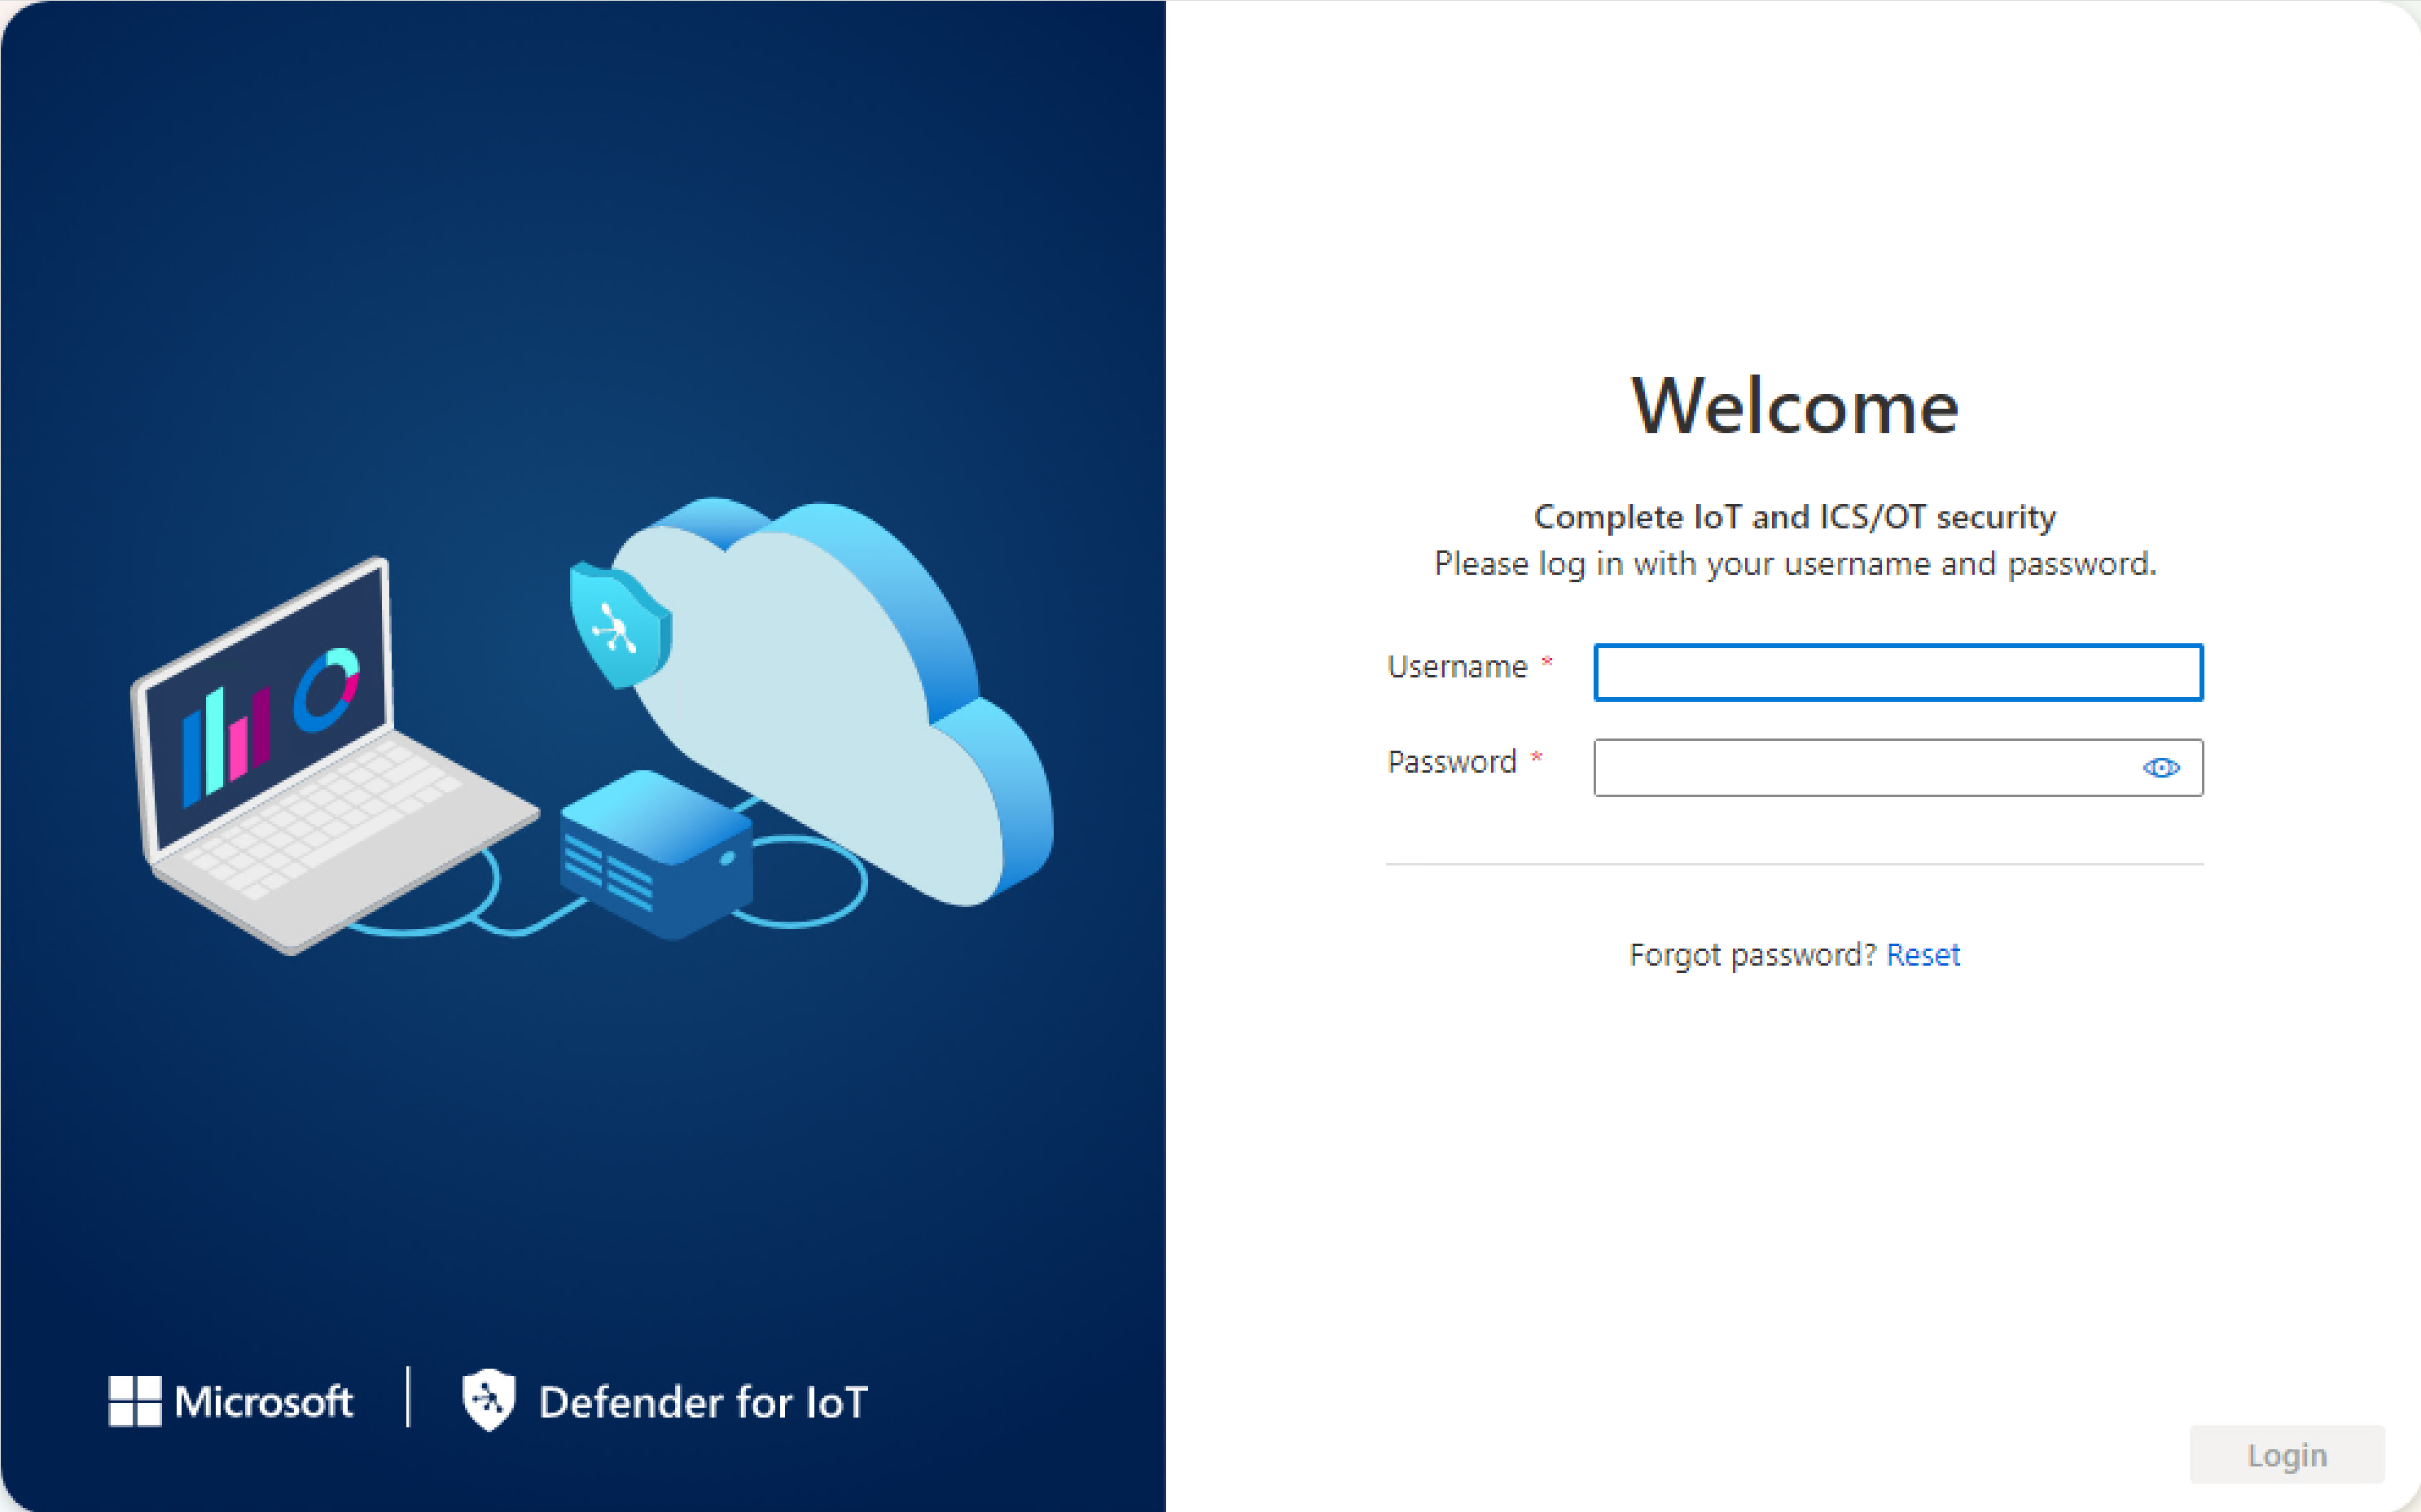 Welcome
Complete IoT and ICS/OT security
Please log in with your username and password.
Username *
Password *
Forgot password? Reset
Microsoft | Defender for IoT
Login